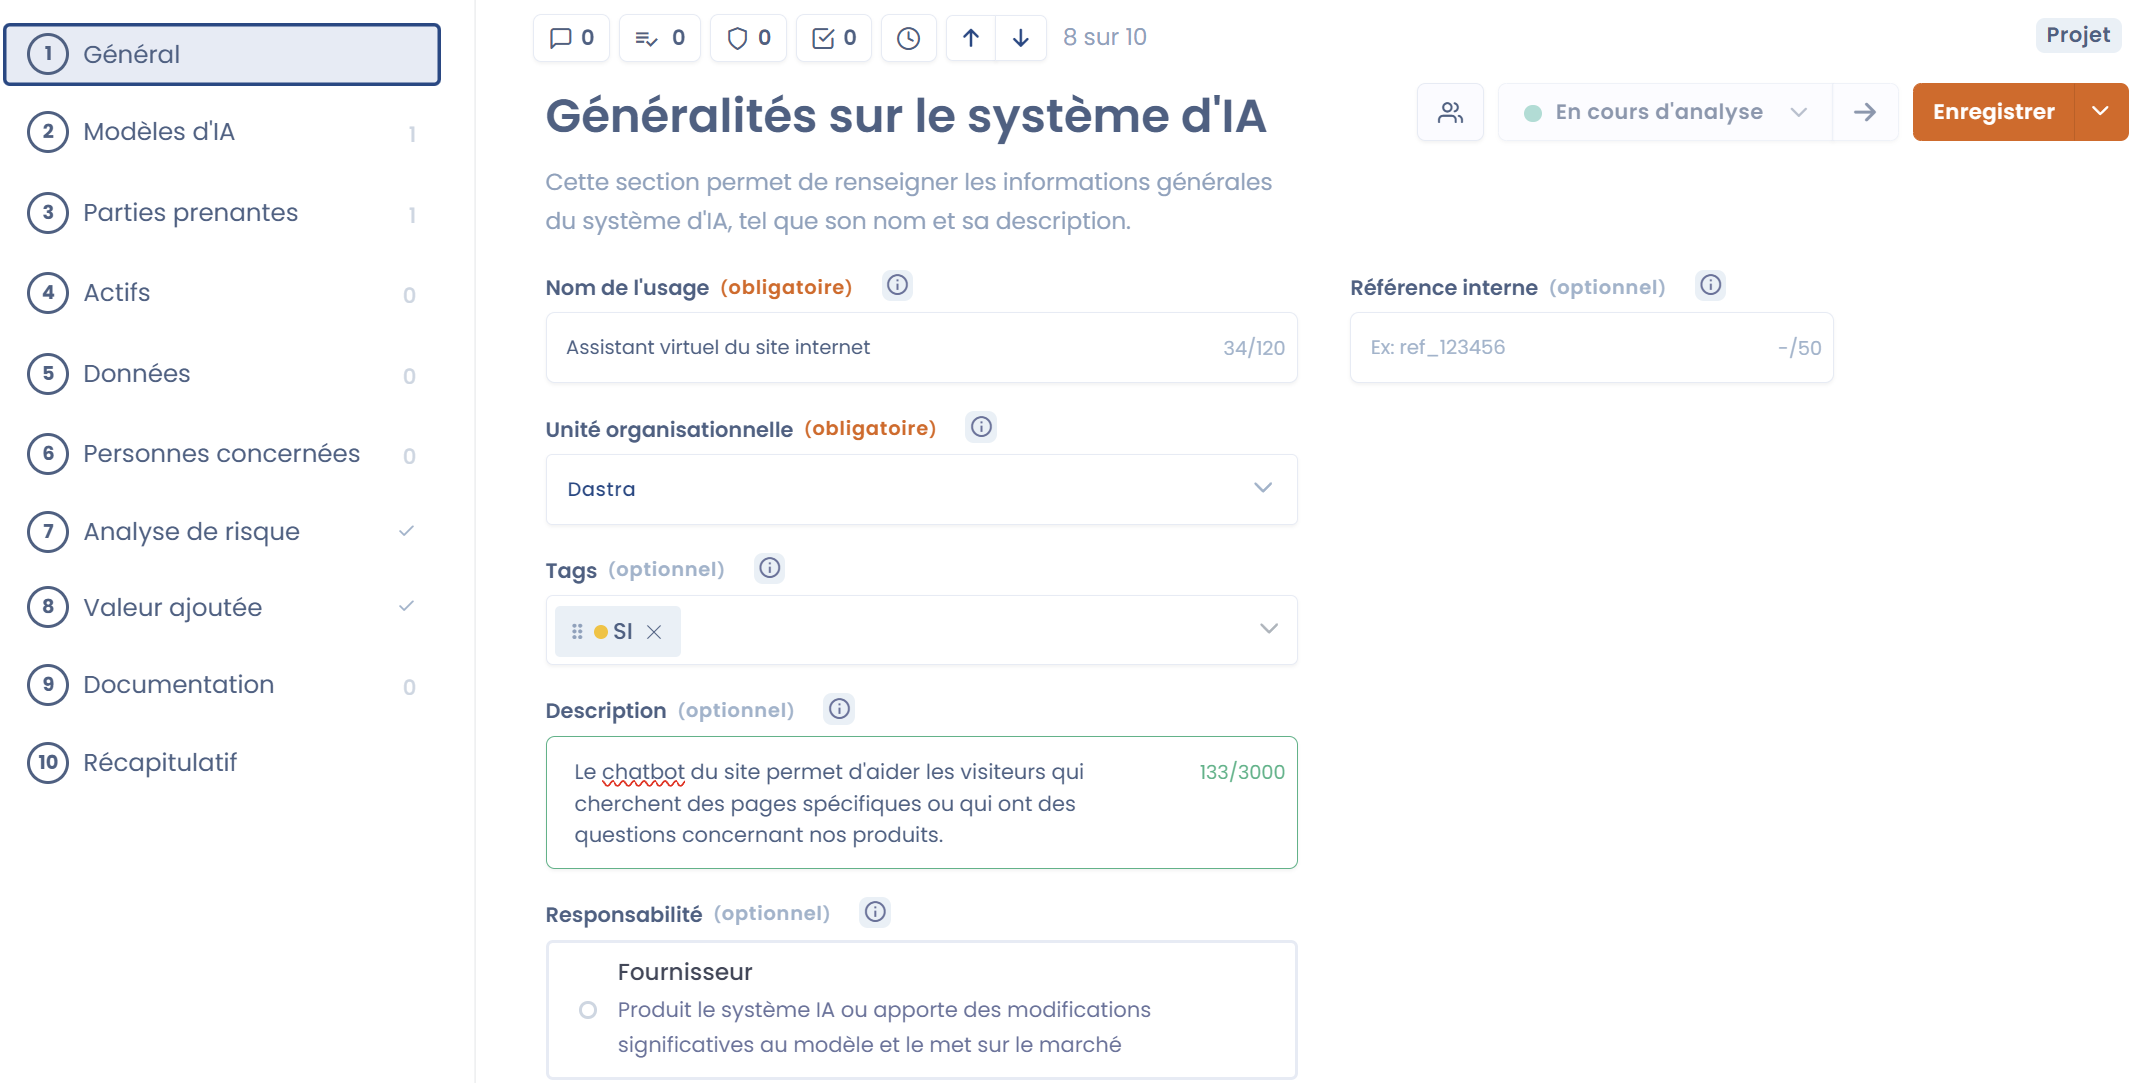 1 Général
2 Modèles d'IA 1
3 Parties prenantes 1
4 Actifs 0
5 Données 0
6 Personnes concernées 0
7 Analyse de risque
8 Valeur ajoutée
9 Documentation 0
10 Récapitulatif
0 0 0 0 8 sur 10
Projet
Généralités sur le système d'IA
En cours d'analyse
Enregistrer
Cette section permet de renseigner les informations générales
du système d'IA, tel que son nom et sa description.
Nom de l'usage (obligatoire)
Assistant virtuel du site internet 34/120
Référence interne (optionnel)
Ex: ref_123456 -/50
Unité organisationnelle (obligatoire)
Dastra
Tags (optionnel)
SI
Description (optionnel)
Le chatbot du site permet d'aider les visiteurs qui 133/3000
cherchent des pages spécifiques ou qui ont des
questions concernant nos produits.
Responsabilité (optionnel)
Fournisseur
Produit le système IA ou apporte des modifications
significatives au modèle et le met sur le marché